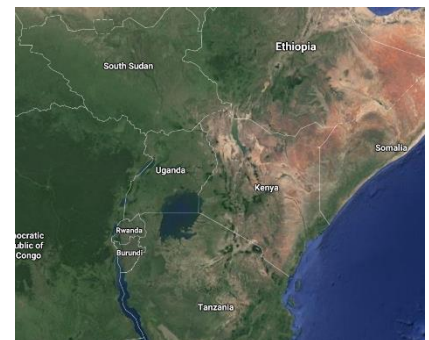 Ethiopia
South Sudan
Somalia
Uganda
Kenya
Rwanda
ocratic
ublic of
Congo
Burundi
Tanzania